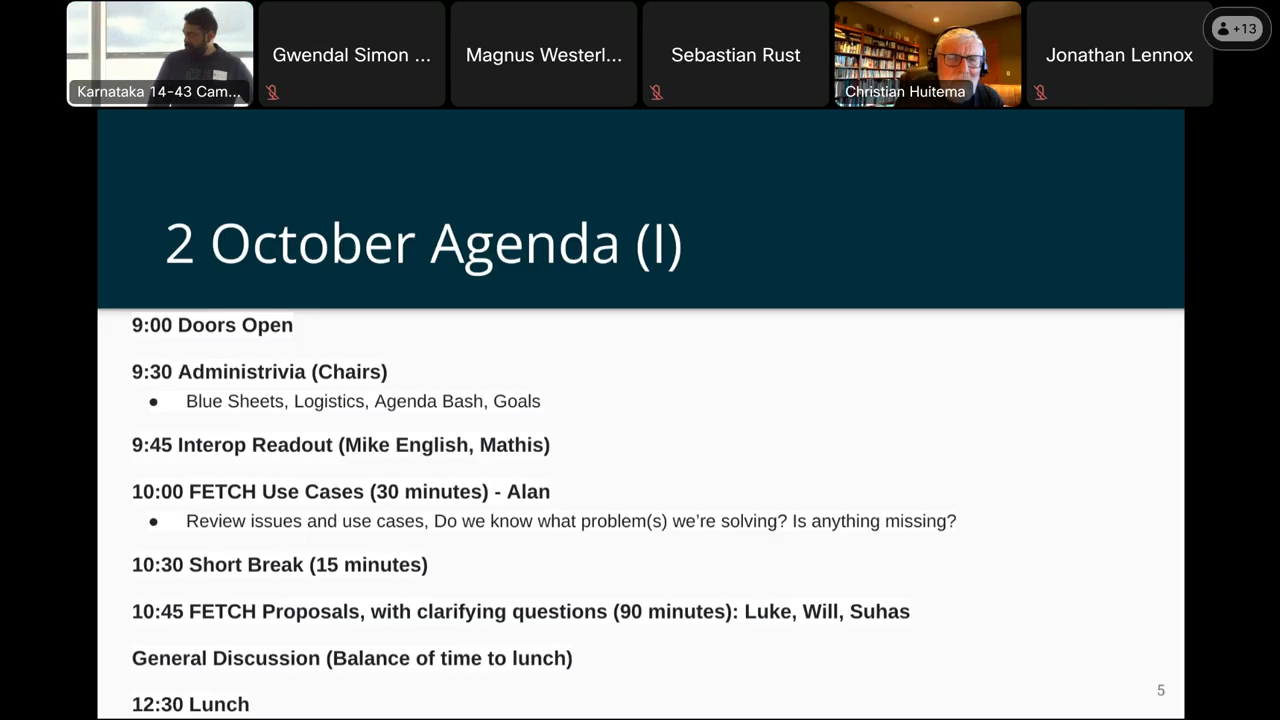 Karnataka 14-43 Cam...
Gwendal Simon ...
Magnus Westerl...
Sebastian Rust
Christian Huitema
Jonathan Lennox
+13
2 October Agenda (I)
9:00 Doors Open
9:30 Administrivia (Chairs)
● Blue Sheets, Logistics, Agenda Bash, Goals
9:45 Interop Readout (Mike English, Mathis)
10:00 FETCH Use Cases (30 minutes) - Alan
● Review issues and use cases, Do we know what problem(s) we’re solving? Is anything missing?
10:30 Short Break (15 minutes)
10:45 FETCH Proposals, with clarifying questions (90 minutes): Luke, Will, Suhas
General Discussion (Balance of time to lunch)
12:30 Lunch
5